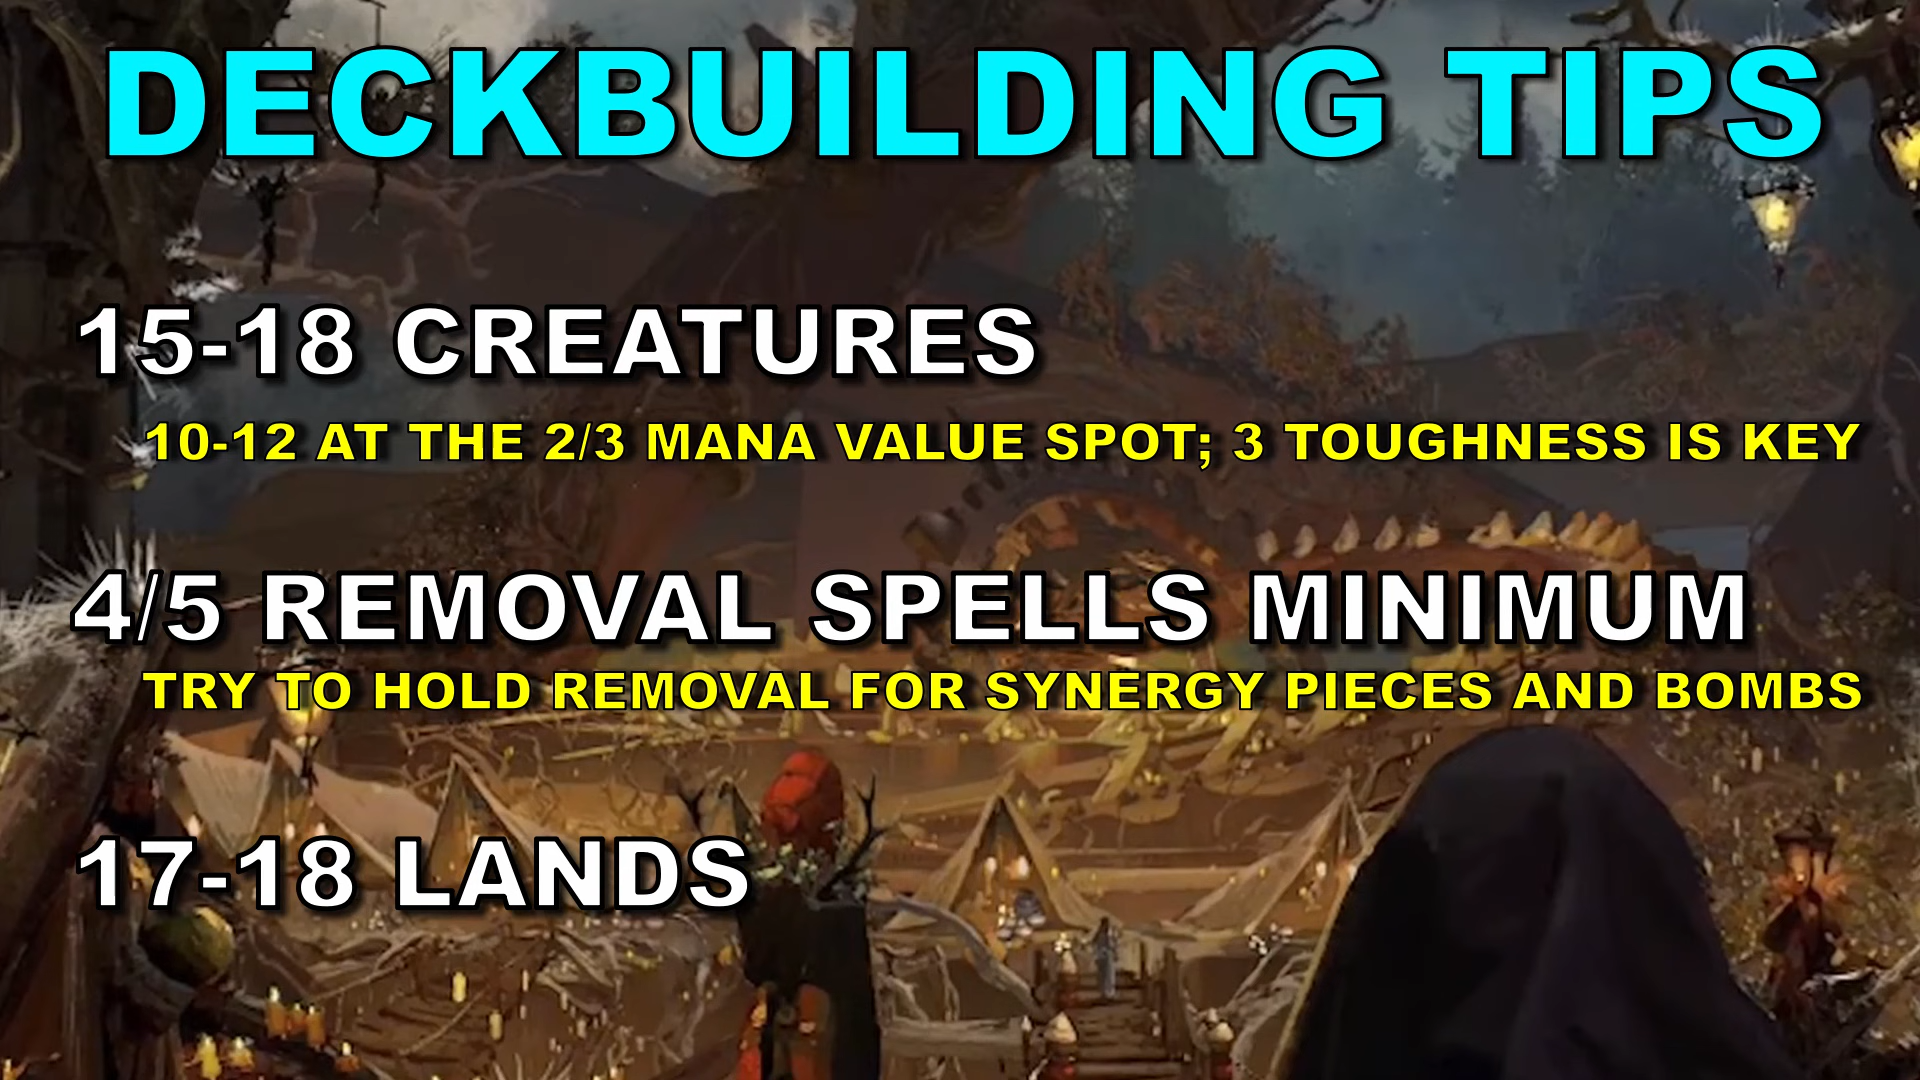 DECKBUILDING TIPS
15-18 CREATURES
10-12 AT THE 2/3 MANA VALUE SPOT; 3 TOUGHNESS IS KEY
4/5 REMOVAL SPELLS MINIMUM
TRY TO HOLD REMOVAL FOR SYNERGY PIECES AND BOMBS
17-18 LANDS